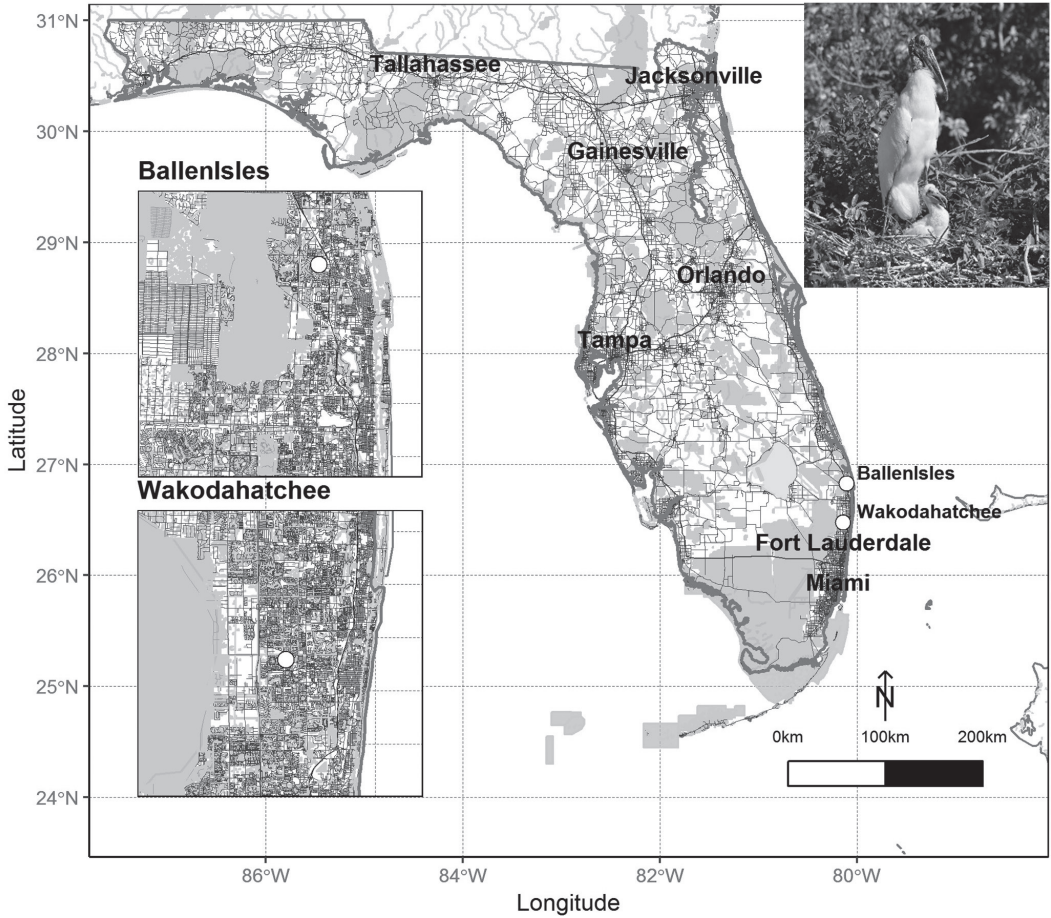 31°N
30°N
29°N
28°N
27°N
26°N
25°N
24°N
Latitude
86°W
84°W
82°W
80°W
Longitude
Tallahassee
Jacksonville
Gainesville
Orlando
Tampa
BallenIsles
Wakodahatchee
Fort Lauderdale
Miami
BallenIsles
Wakodahatchee
N
0km 100km 200km